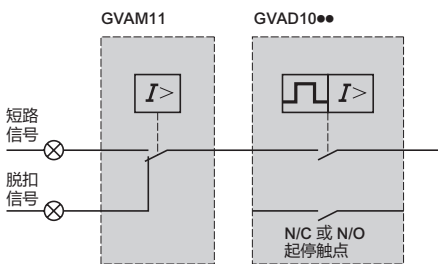 GVAM11
GVAD10●●
I>
I>
短路
信号
脱扣
信号
N/C 或 N/O
起停触点